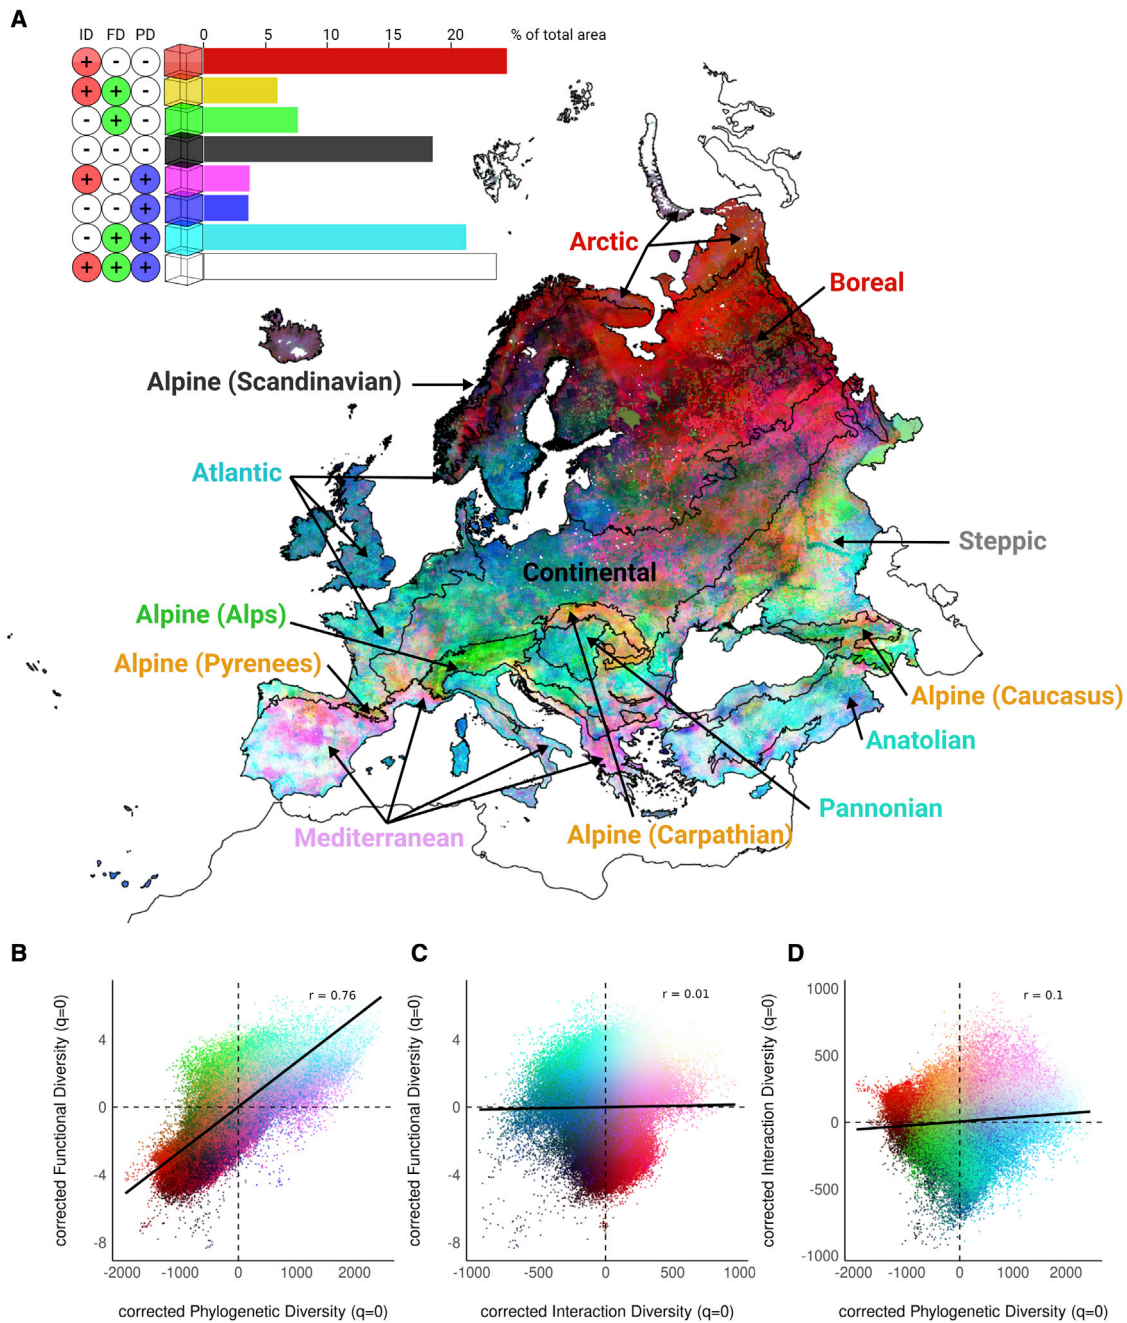 A
ID FD PD 0 5 10 15 20 % of total area
+ - -
+ + -
- + -
- - -
+ - +
- - +
- + +
+ + +
Arctic
Boreal
Alpine (Scandinavian)
Atlantic
Steppic
Continental
Alpine (Alps)
Alpine (Pyrenees)
Alpine (Caucasus)
Anatolian
Pannonian
Mediterranean
Alpine (Carpathian)
B
r = 0.76
corrected Functional Diversity (q=0)
4
0
-4
-8
-2000 -1000 0 1000 2000
corrected Phylogenetic Diversity (q=0)
C
r = 0.01
corrected Functional Diversity (q=0)
4
0
-4
-8
-1000 -500 0 500 1000
corrected Interaction Diversity (q=0)
D
r = 0.1
corrected Interaction Diversity (q=0)
1000
500
0
-500
-1000
-2000 -1000 0 1000 2000
corrected Phylogenetic Diversity (q=0)